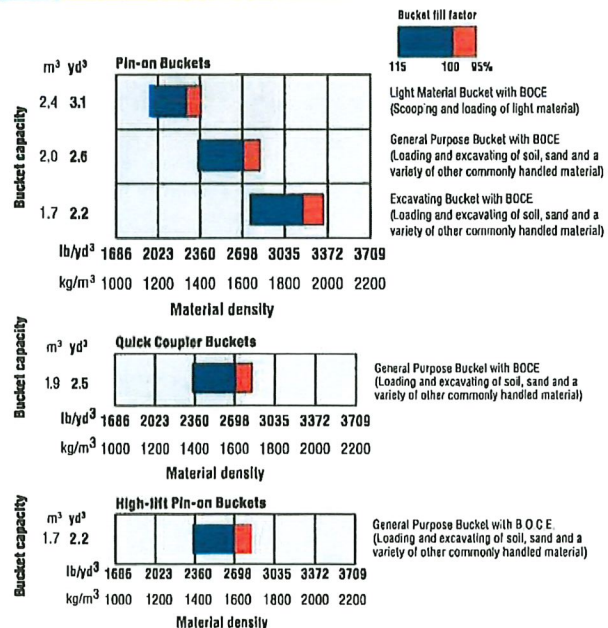 Bucket fill factor
115 100 95%
m³ yd³ Pin-on Buckets
Bucket capacity
2.4 3.1
Light Material Bucket with BOCE
(Scooping and loading of light material)
2.0 2.6
General Purpose Bucket with BOCE
(Loading and excavating of soil, sand and a
variety of other commonly handled material)
1.7 2.2
Excavating Bucket with BOCE
(Loading and excavating of soil, sand and a
variety of other commonly handled material)
lb/yd³ 1686 2023 2360 2698 3035 3372 3709
kg/m³ 1000 1200 1400 1600 1800 2000 2200
Material density
Quick Coupler Buckets
Bucket capacity
m³ yd³
1.9 2.5
General Purpose Bucket with BOCE
(Loading and excavating of soil, sand and a
variety of other commonly handled material)
lb/yd³ 1686 2023 2360 2698 3035 3372 3709
kg/m³ 1000 1200 1400 1600 1800 2000 2200
Material density
High-lift Pin-on Buckets
Bucket capacity
m³ yd³
1.7 2.2
General Purpose Bucket with B.O.C.E.
(Loading and excavating of soil, sand and a
variety of other commonly handled material)
lb/yd³ 1686 2023 2360 2698 3035 3372 3709
kg/m³ 1000 1200 1400 1600 1800 2000 2200
Material density